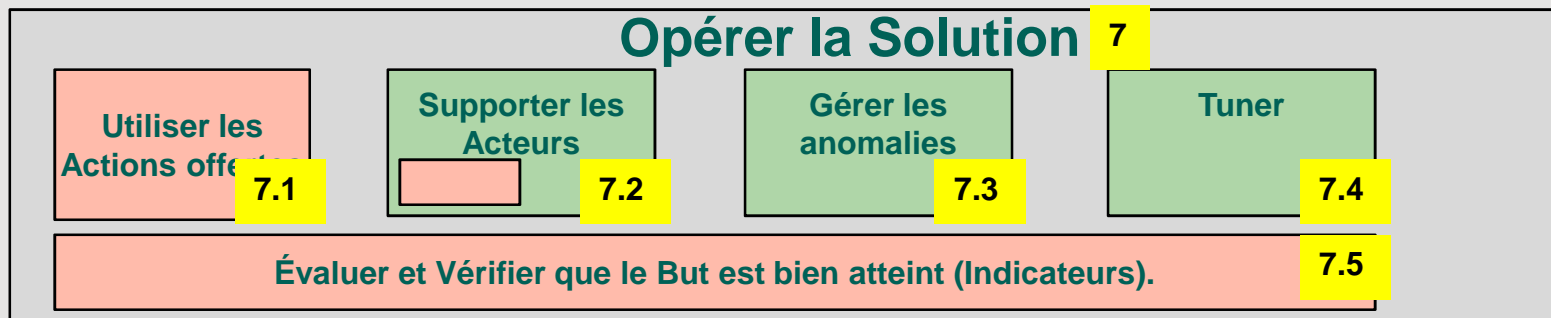 Opérer la Solution 7
Utiliser les
Actions offertes
7.1
Supporter les
Acteurs
7.2
Gérer les
anomalies
7.3
Tuner
7.4
Évaluer et Vérifier que le But est bien atteint (Indicateurs).
7.5